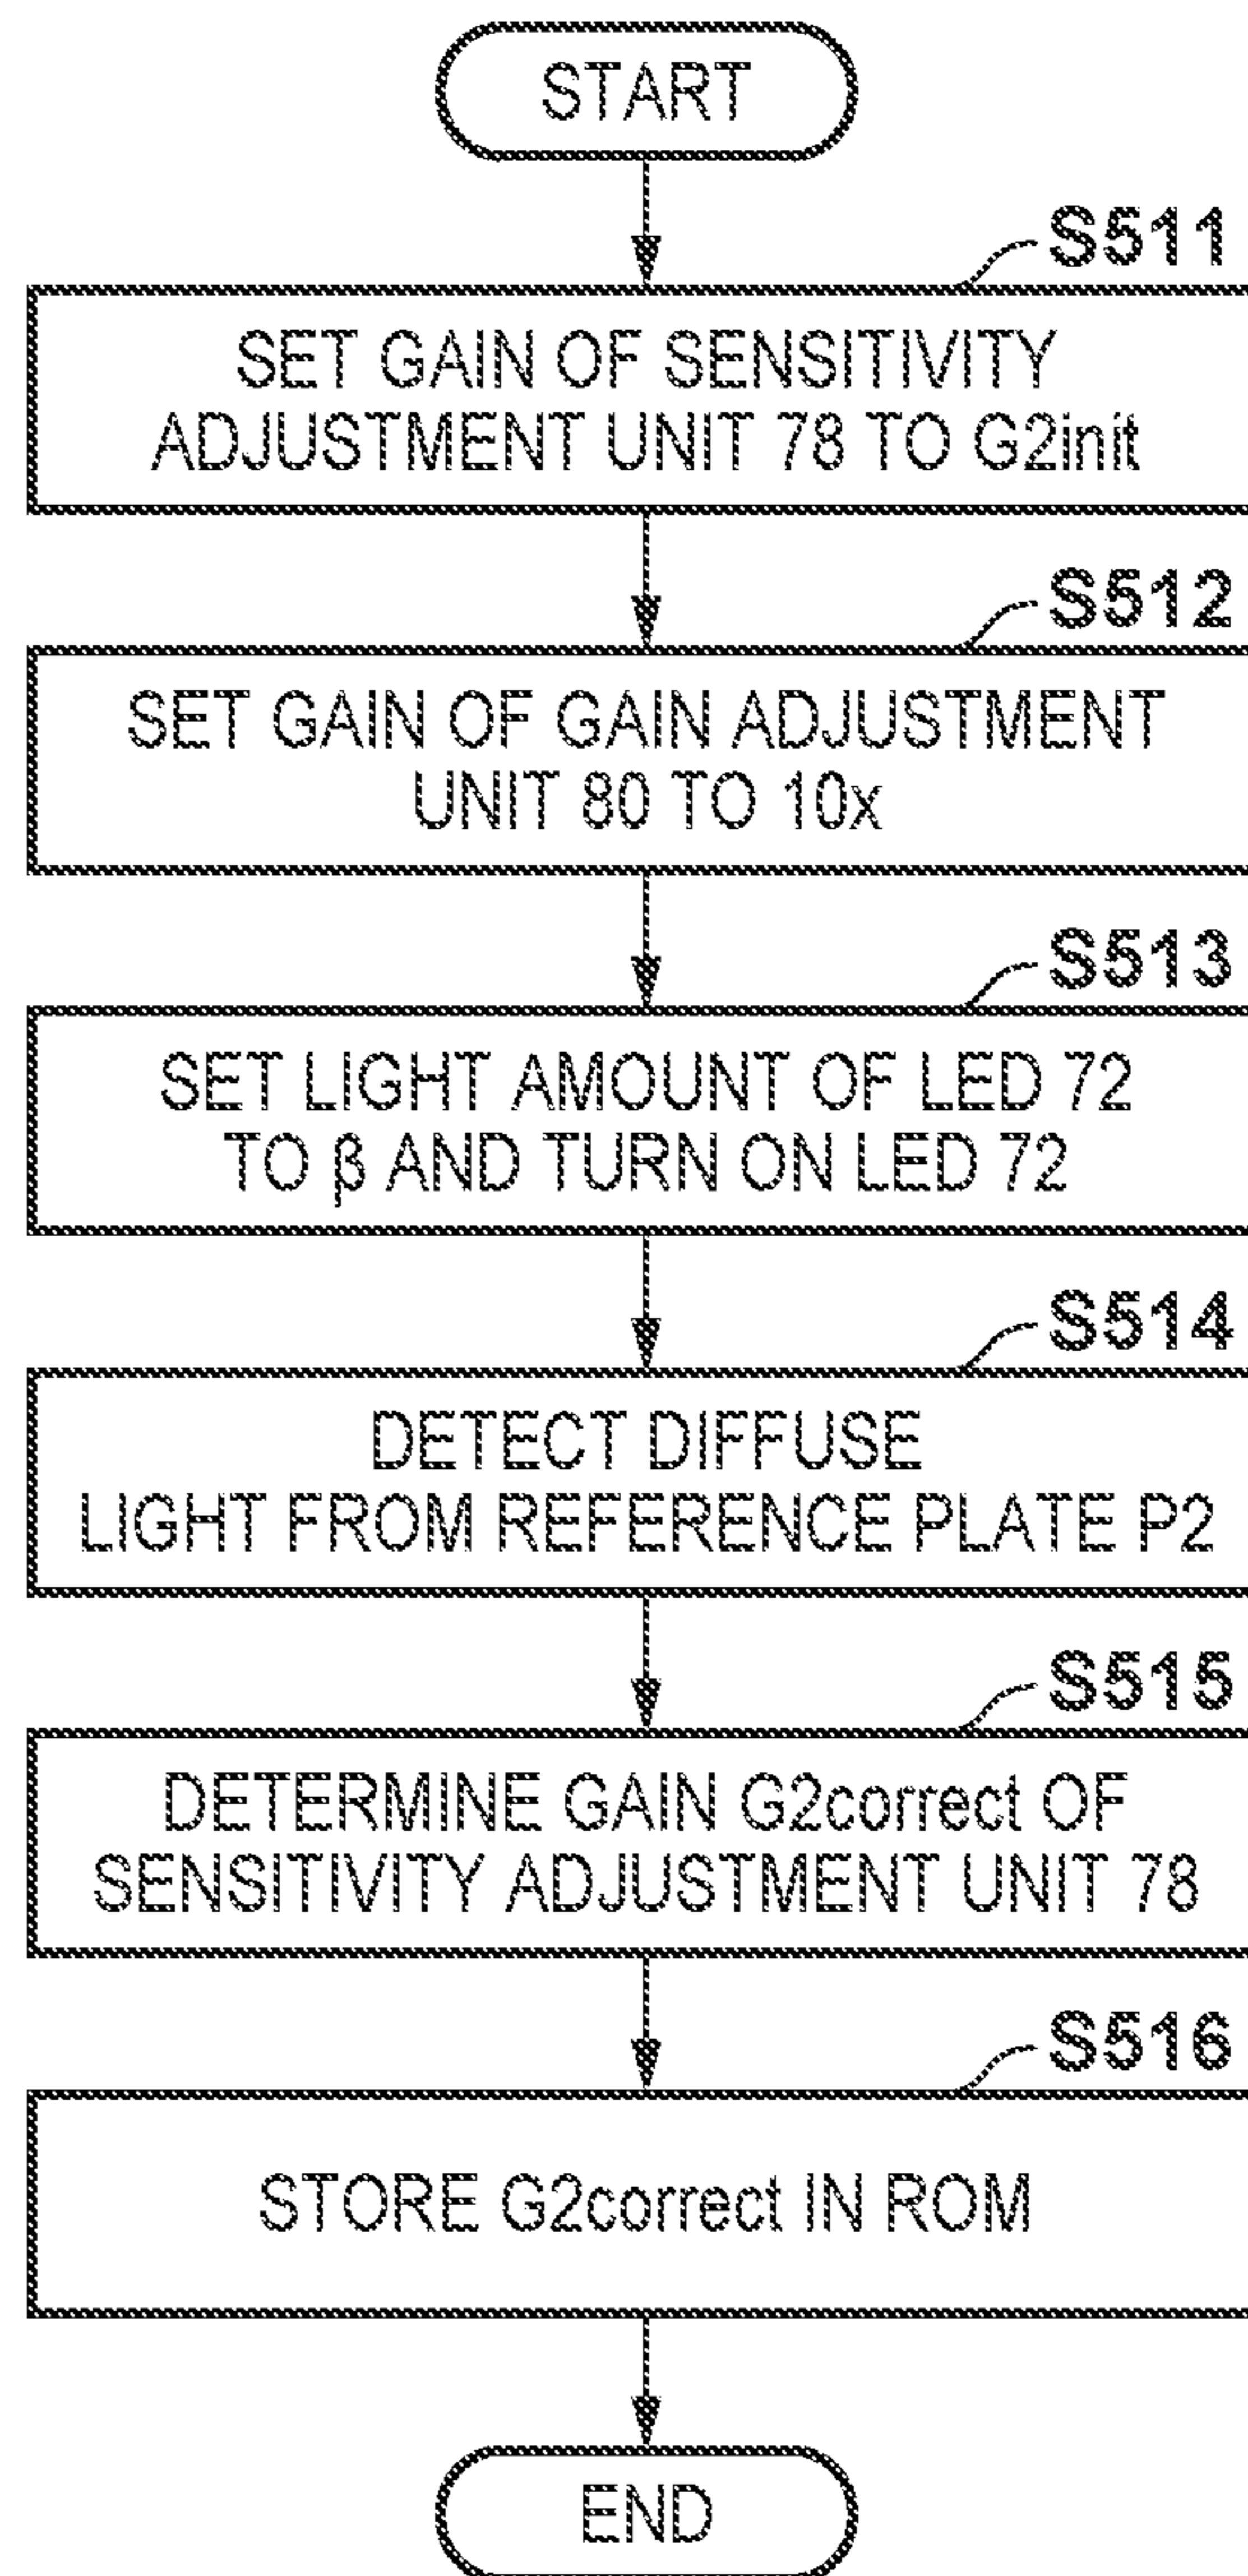 START
S511
SET GAIN OF SENSITIVITY
ADJUSTMENT UNIT 78 TO G2init
S512
SET GAIN OF GAIN ADJUSTMENT
UNIT 80 TO 10x
S513
SET LIGHT AMOUNT OF LED 72
TO β AND TURN ON LED 72
S514
DETECT DIFFUSE
LIGHT FROM REFERENCE PLATE P2
S515
DETERMINE GAIN G2correct OF
SENSITIVITY ADJUSTMENT UNIT 78
S516
STORE G2correct IN ROM
END